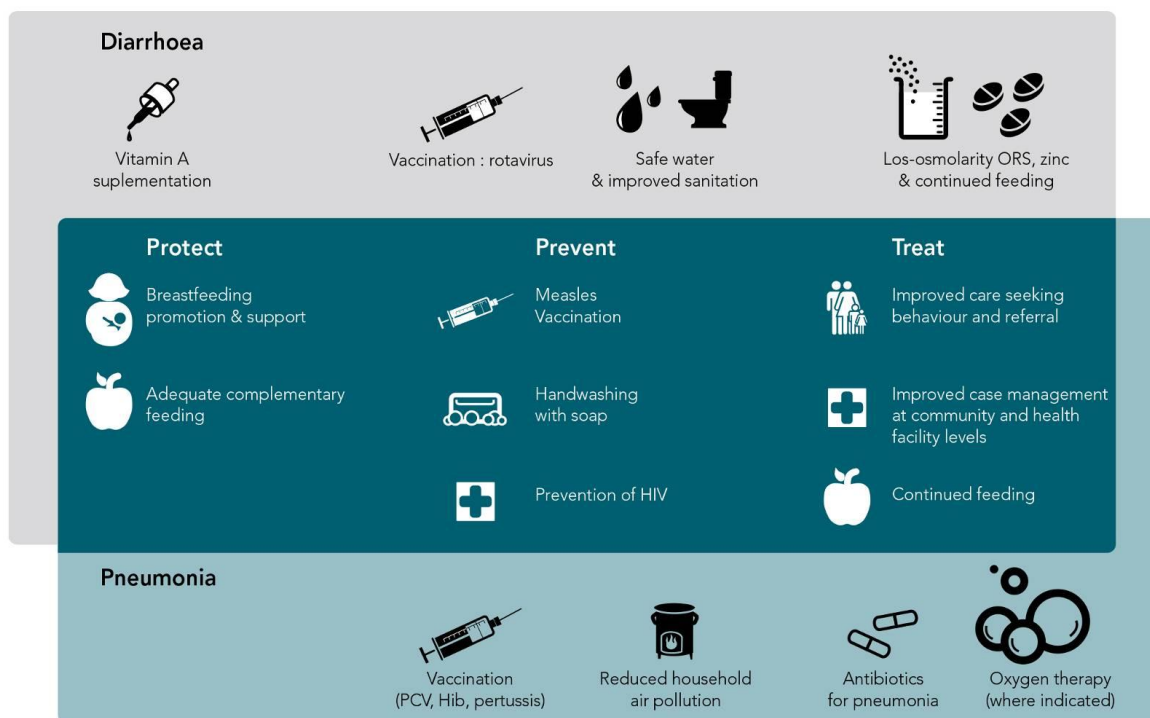 Diarrhoea
Vitamin A
suplementation
Vaccination : rotavirus
Safe water
& improved sanitation
Los-osmolarity ORS, zinc
& continued feeding
Protect
Breastfeeding
promotion & support
Adequate complementary
feeding
Prevent
Measles
Vaccination
Handwashing
with soap
Prevention of HIV
Treat
Improved care seeking
behaviour and referral
Improved case management
at community and health
facility levels
Continued feeding
Pneumonia
Vaccination
(PCV, Hib, pertussis)
Reduced household
air pollution
Antibiotics
for pneumonia
Oxygen therapy
(where indicated)